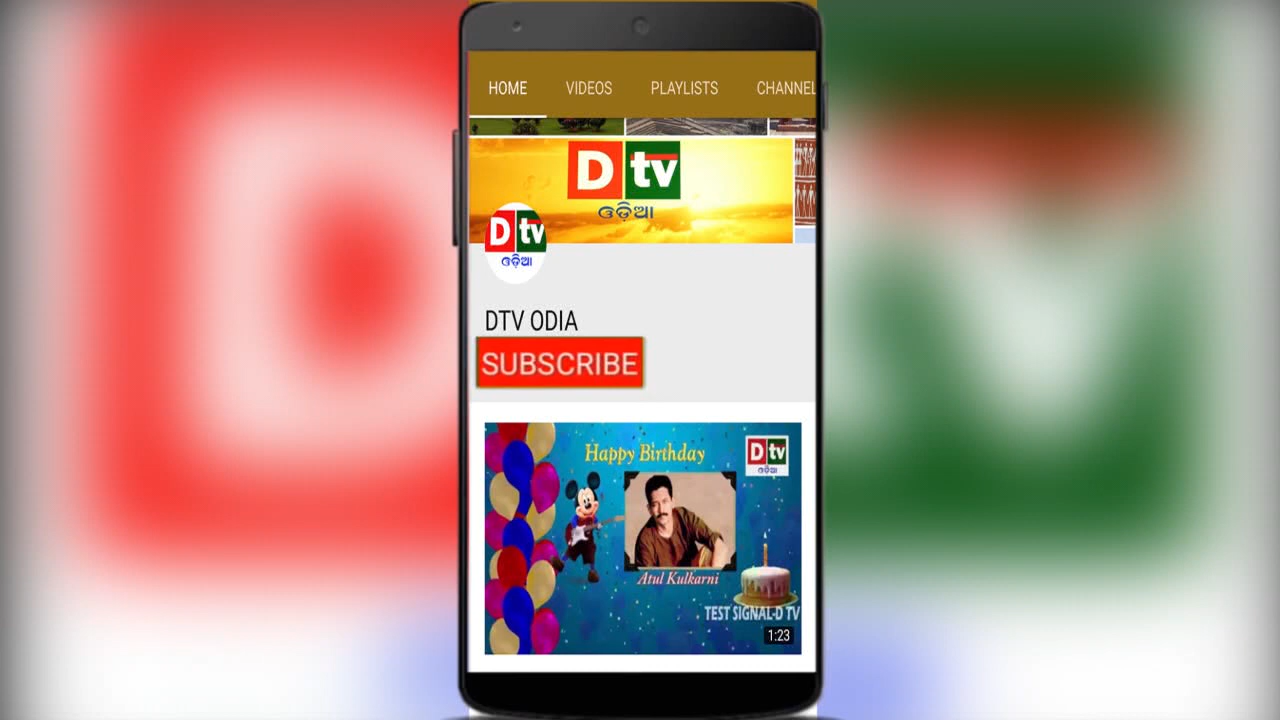 HOME VIDEOS PLAYLISTS CHANNEL
D tv
ଓଡ଼ିଆ
D tv
ଓଡ଼ିଆ
DTV ODIA
SUBSCRIBE
Happy Birthday
D tv
ଓଡ଼ିଆ
Atul Kulkarni
TEST SIGNAL-D TV
1:23